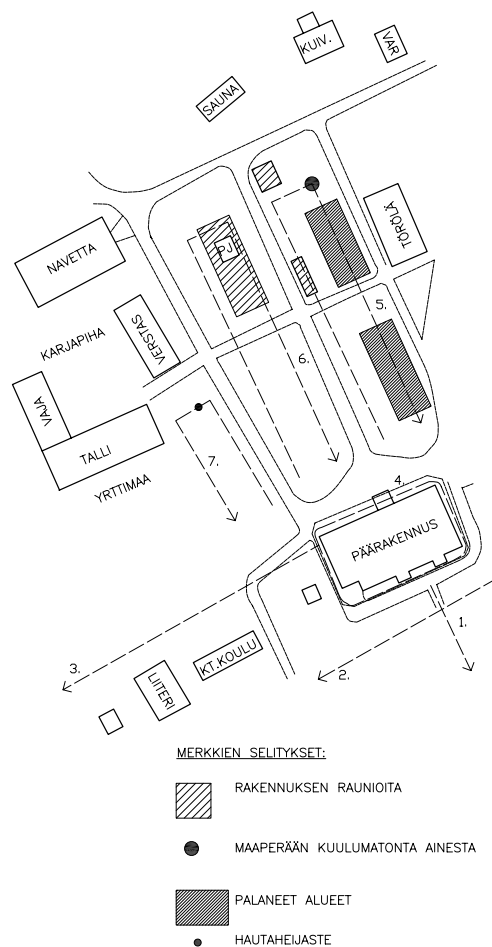 KUIV.
VAR
SAUNA
TÖRÖLÄ
NAVETTA
PJ
5.
KARJAPIHA
VERSTAS
6.
VAJA
TALLI
YRTTIMAA
7.
4.
PÄÄRAKENNUS
1.
2.
3.
KT.KOULU
LIITERI
MERKKIEN SELITYKSET:
RAKENNUKSEN RAUNIOITA
MAAPERÄÄN KUULUMATONTA AINESTA
PALANEET ALUEET
HAUTAHEIJASTE